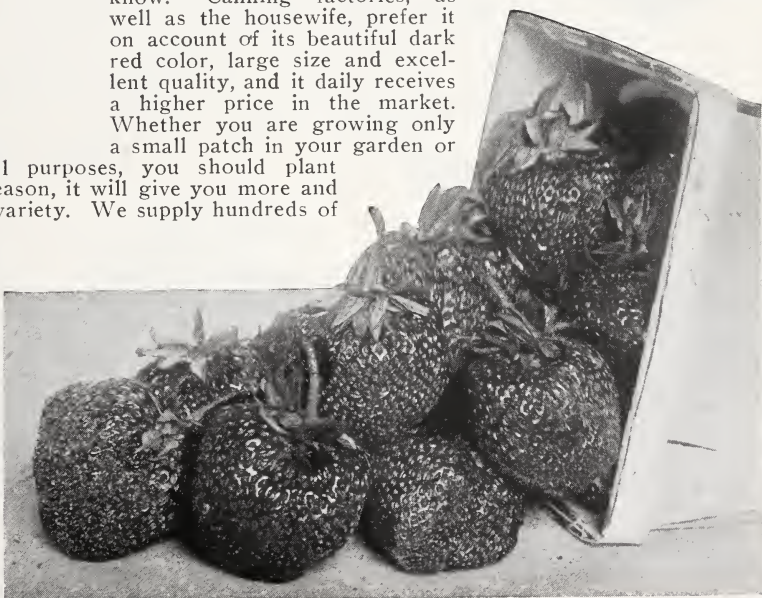 know. Canning factories, as
well as the housewife, prefer it
on account of its beautiful dark
red color, large size and excel-
lent quality, and it daily receives
a higher price in the market.
Whether you are growing only
a small patch in your garden or
l purposes, you should plant
eason, it will give you more and
variety. We supply hundreds of